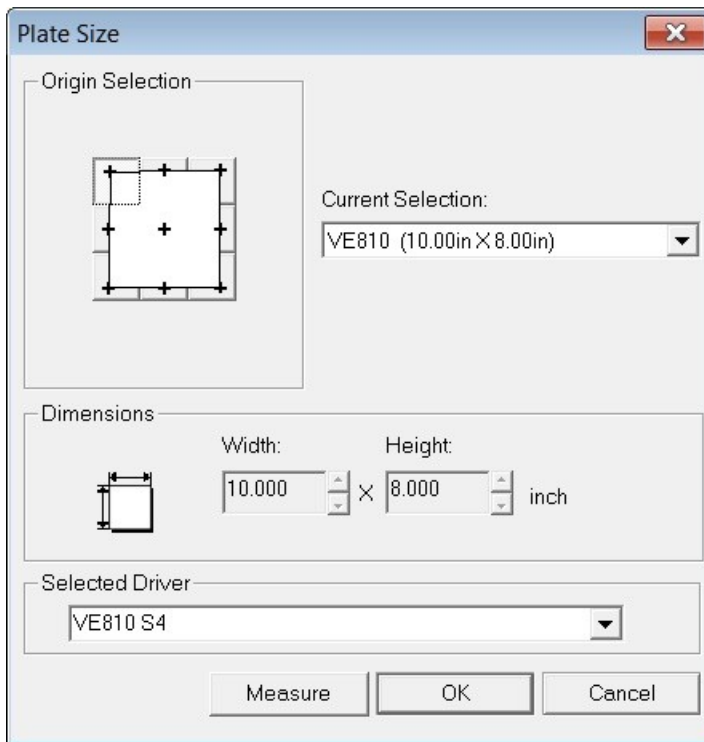 Plate Size
Origin Selection
Current Selection:
VE810 (10.00in X 8.00in)
Dimensions
Width: Height:
10.000 X 8.000 inch
Selected Driver
VE810 S4
Measure OK Cancel